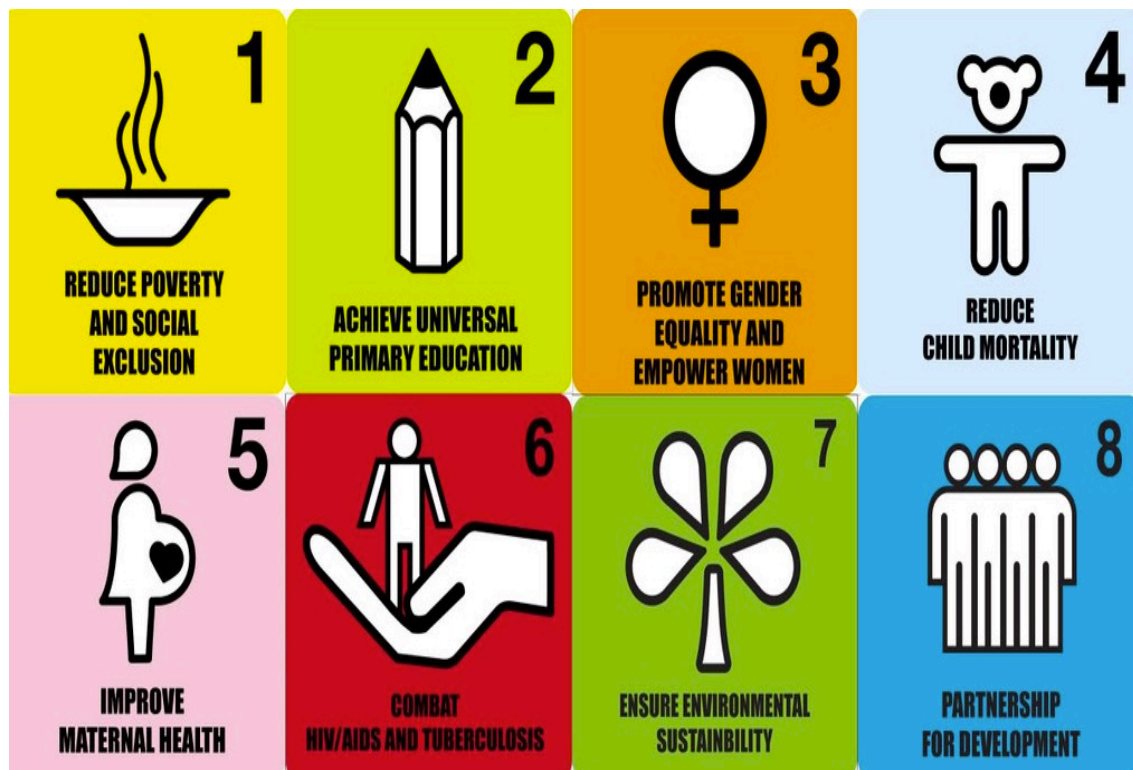 1
REDUCE POVERTY
AND SOCIAL
EXCLUSION
2
ACHIEVE UNIVERSAL
PRIMARY EDUCATION
3
PROMOTE GENDER
EQUALITY AND
EMPOWER WOMEN
4
REDUCE
CHILD MORTALITY
5
IMPROVE
MATERNAL HEALTH
6
COMBAT
HIV/AIDS AND TUBERCULOSIS
7
ENSURE ENVIRONMENTAL
SUSTAINBILITY
8
PARTNERSHIP
FOR DEVELOPMENT